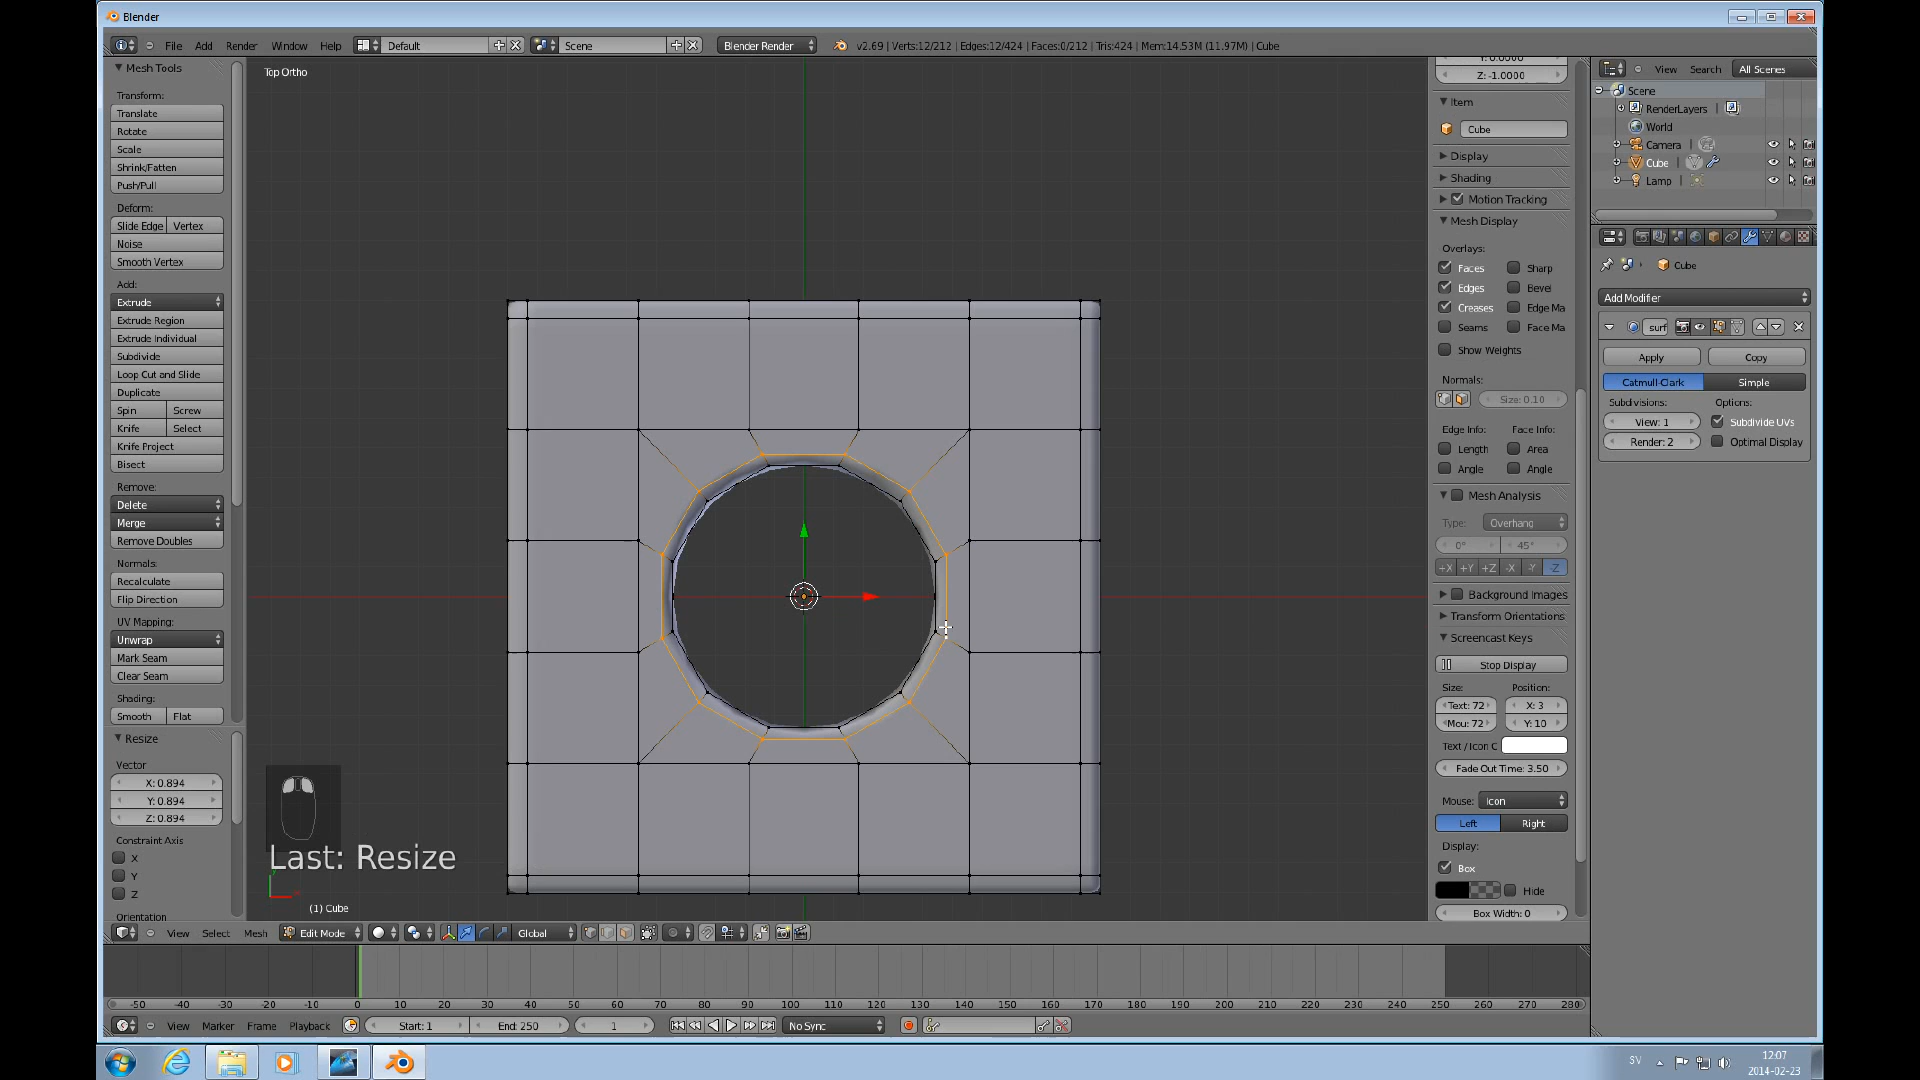 Blender
File Add Render Window Help Default Scene Blender Render v2.69 | Verts:12/212 | Edges:12/424 | Faces:0/212 | Tris:424 | Mem:14.53M (11.97M) | Cube
Mesh Tools
Transform:
Translate
Rotate
Scale
Shrink/Fatten
Push/Pull
Deform:
Slide Edge Vertex
Noise
Smooth Vertex
Add:
Extrude
Extrude Region
Extrude Individual
Subdivide
Loop Cut and Slide
Duplicate
Spin Screw
Knife Select
Knife Project
Bisect
Remove:
Delete
Merge
Remove Doubles
Normals:
Recalculate
Flip Direction
UV Mapping:
Unwrap
Mark Seam
Clear Seam
Shading:
Smooth Flat
Resize
Vector
X: 0.894
Y: 0.894
Z: 0.894
Constraint Axis
X
Y
Z
Orientation
Top Ortho
Last: Resize
(1) Cube
Y: 0.0000
Z: -1.0000
Item
Cube
Display
Shading
Motion Tracking
Mesh Display
Overlays:
Faces Sharp
Edges Bevel
Creases Edge Ma
Seams Face Ma
Show Weights
Normals:
Size: 0.10
Edge Info: Face Info:
Length Area
Angle Angle
Mesh Analysis
Type: Overhang
0° 45°
+X +Y +Z -X -Y -Z
Background Images
Transform Orientations
Screencast Keys
Stop Display
Size: Position:
Text: 72 X: 3
Mou: 72 Y: 10
Text / Icon C
Fade Out Time: 3.50
Mouse: Icon
Left Right
Display:
Box
Hide
Box Width: 0
View Search All Scenes
Scene
RenderLayers |
World
Camera |
Cube |
Lamp |
Cube
Add Modifier
surf
Apply Copy
Catmull-Clark Simple
Subdivisions: Options:
View: 1 Subdivide UVs
Render: 2 Optimal Display
View Select Mesh Edit Mode Global
-50 -40 -30 -20 -10 0 10 20 30 40 50 60 70 80 90 100 110 120 130 140 150 160 170 180 190 200 210 220 230 240 250 260 270 280
View Marker Frame Playback Start: 1 End: 250 1 No Sync
SV
12:07
2014-02-23